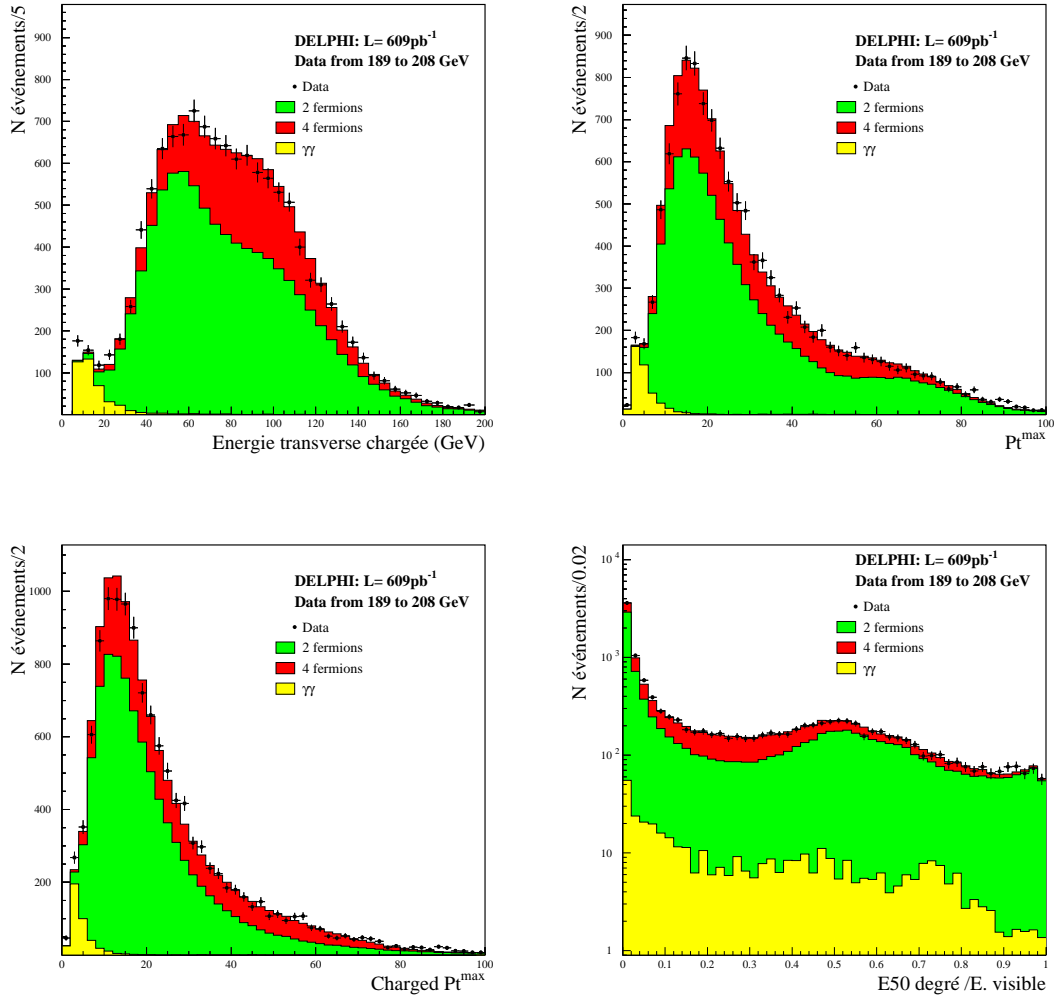 N événements/5
900
800
700
600
500
400
300
200
100
DELPHI: L= 609pb⁻¹
Data from 189 to 208 GeV
Data
2 fermions
4 fermions
γγ
0 20 40 60 80 100 120 140 160 180 200
Energie transverse chargée (GeV)
N événements/2
900
800
700
600
500
400
300
200
100
DELPHI: L= 609pb⁻¹
Data from 189 to 208 GeV
Data
2 fermions
4 fermions
γγ
0 20 40 60 80 100
Ptᵐᵃˣ
N événements/2
1000
800
600
400
200
DELPHI: L= 609pb⁻¹
Data from 189 to 208 GeV
Data
2 fermions
4 fermions
γγ
0 20 40 60 80 100
Charged Ptᵐᵃˣ
N événements/0.02
10⁴
10³
10²
10
1
DELPHI: L= 609pb⁻¹
Data from 189 to 208 GeV
Data
2 fermions
4 fermions
γγ
0 0.1 0.2 0.3 0.4 0.5 0.6 0.7 0.8 0.9 1
E50 degré /E. visible